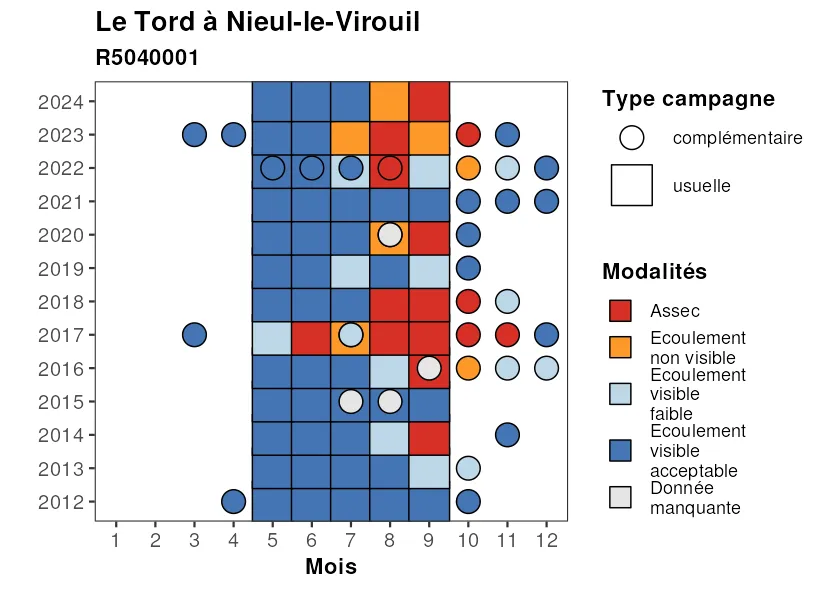 Le Tord à Nieul-le-Virouil
R5040001
2024
2023
2022
2021
2020
2019
2018
2017
2016
2015
2014
2013
2012
1 2 3 4 5 6 7 8 9 10 11 12
Mois
Type campagne
complémentaire
usuelle
Modalités
Assec
Ecoulement
non visible
Ecoulement
visible
faible
Ecoulement
visible
acceptable
Donnée
manquante